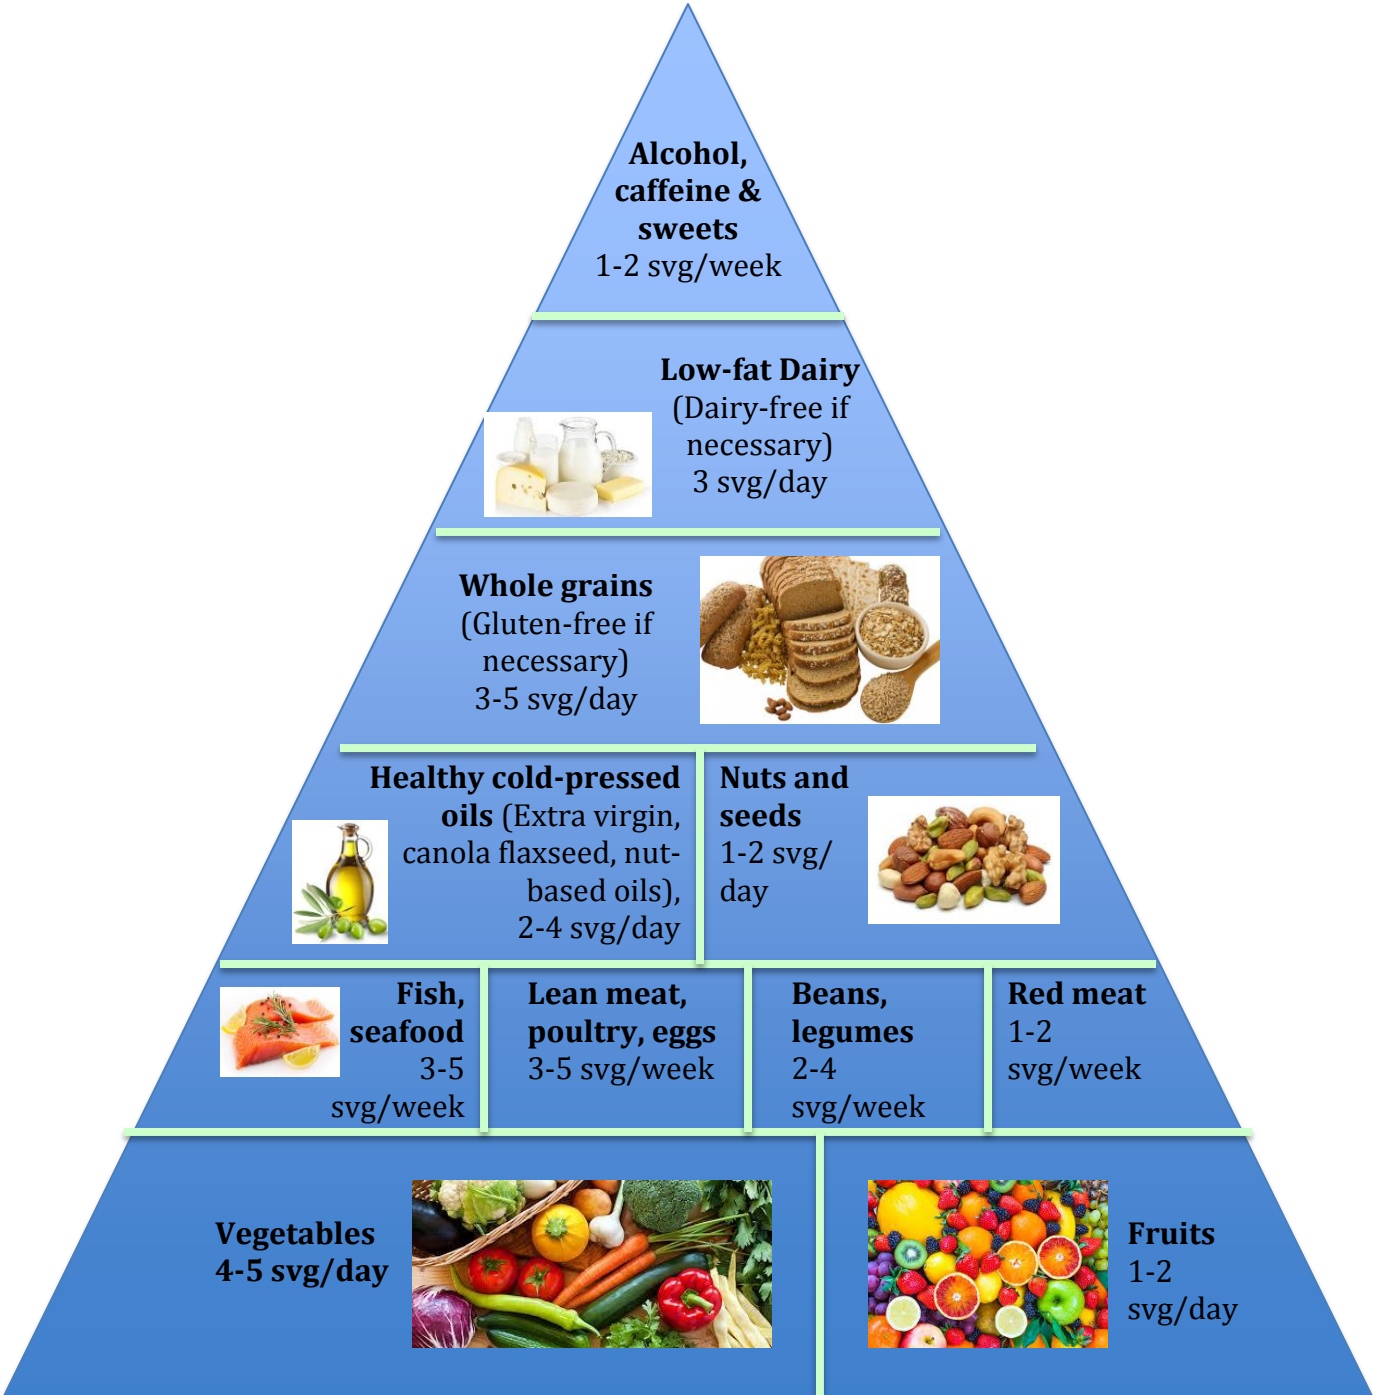 Alcohol,
caffeine &
sweets
1-2 svg/week
Low-fat Dairy
(Dairy-free if
necessary)
3 svg/day
Whole grains
(Gluten-free if
necessary)
3-5 svg/day
Healthy cold-pressed
oils (Extra virgin,
canola flaxseed, nut-
based oils),
2-4 svg/day
Nuts and
seeds
1-2 svg/
day
Fish,
seafood
3-5
svg/week
Lean meat,
poultry, eggs
3-5 svg/week
Beans,
legumes
2-4
svg/week
Red meat
1-2
svg/week
Vegetables
4-5 svg/day
Fruits
1-2
svg/day